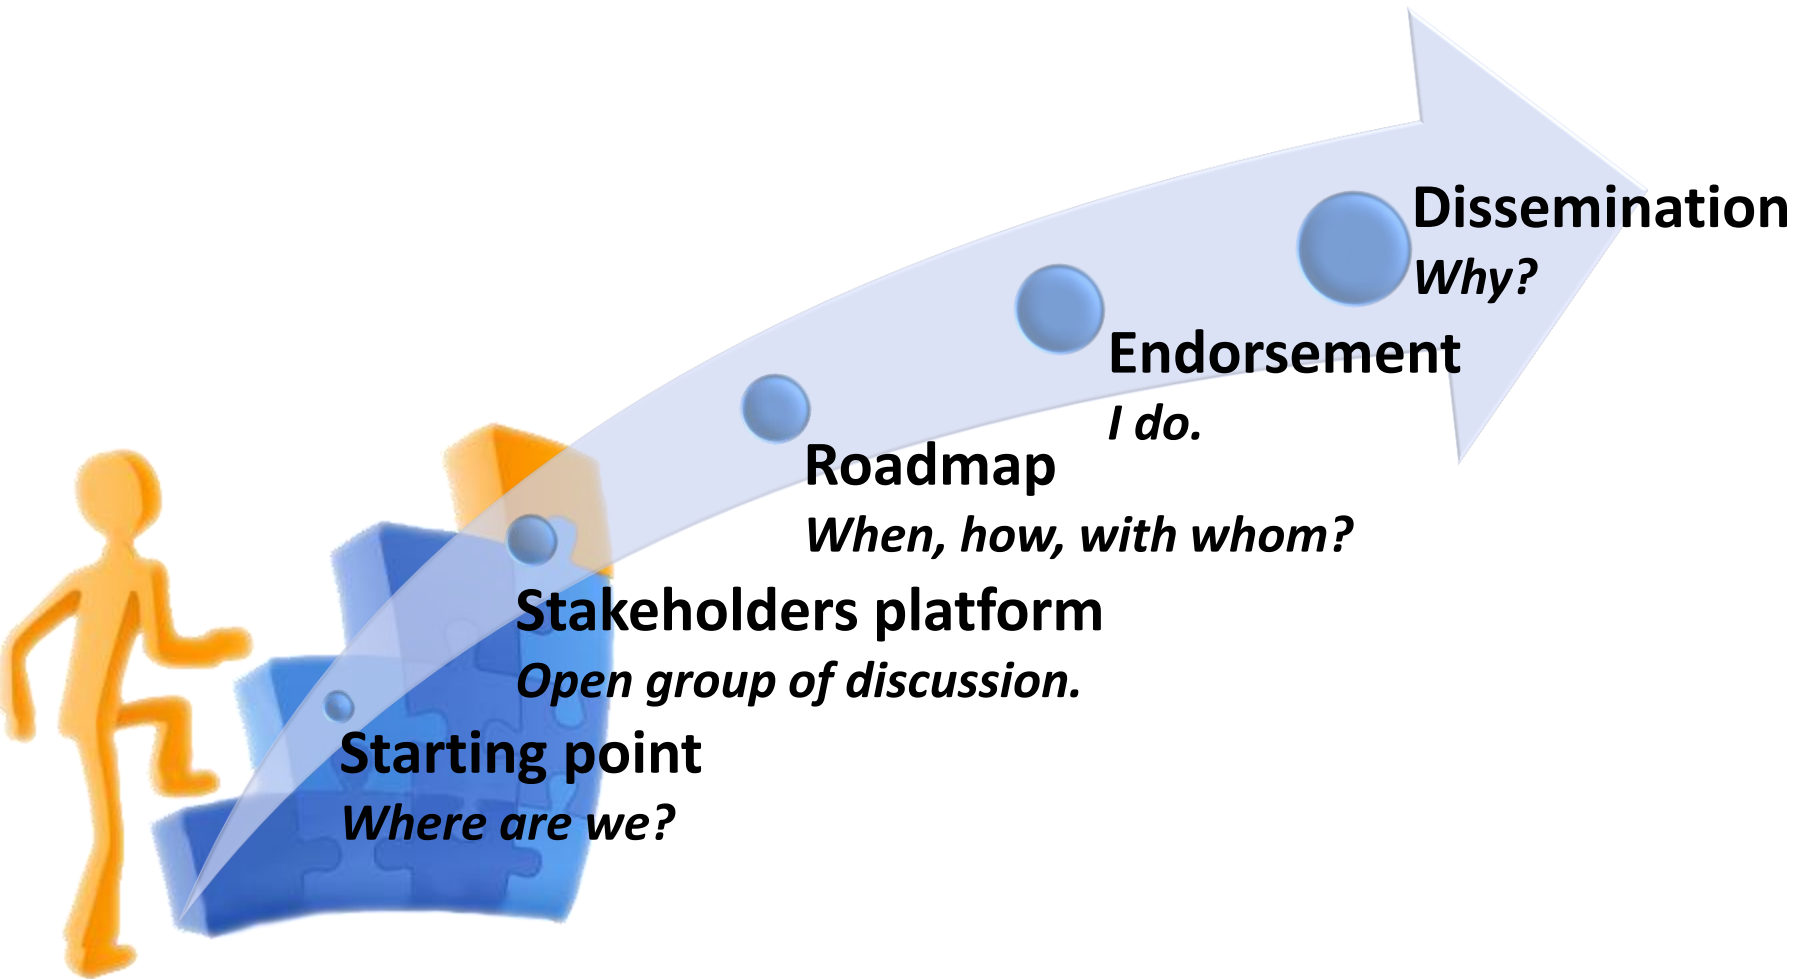 Dissemination
Why?
Endorsement
I do.
Roadmap
When, how, with whom?
Stakeholders platform
Open group of discussion.
Starting point
Where are we?